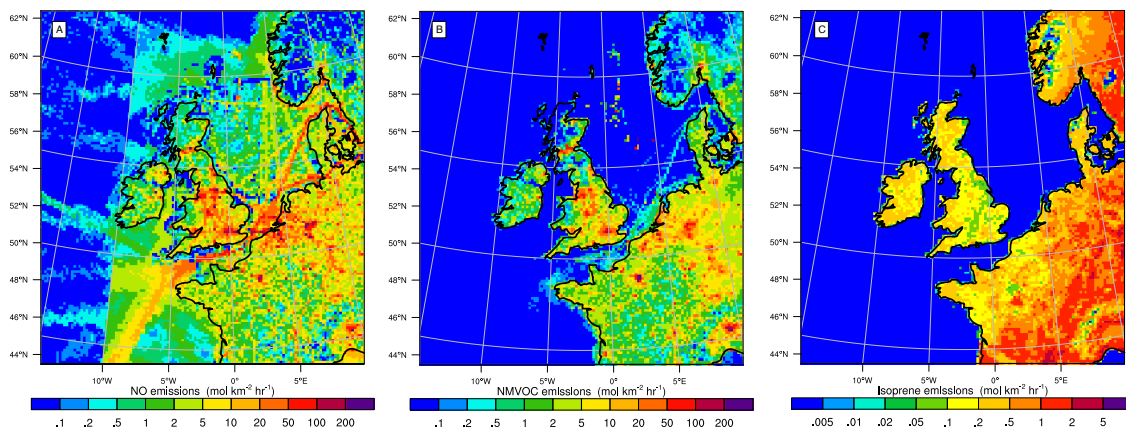 A
62°N
60°N
58°N
56°N
54°N
52°N
50°N
48°N
46°N
44°N
10°W
5°W
0°
5°E
NO emissions (mol km⁻² hr⁻¹)
.1 .2 .5 1 2 5 10 20 50 100 200
B
62°N
60°N
58°N
56°N
54°N
52°N
50°N
48°N
46°N
44°N
10°W
5°W
0°
5°E
NMVOC emissions (mol km⁻² hr⁻¹)
.1 .2 .5 1 2 5 10 20 50 100 200
C
62°N
60°N
58°N
56°N
54°N
52°N
50°N
48°N
46°N
44°N
10°W
5°W
0°
5°E
Isoprene emissions (mol km⁻² hr⁻¹)
.005 .01 .02 .05 .1 .2 .5 1 2 5